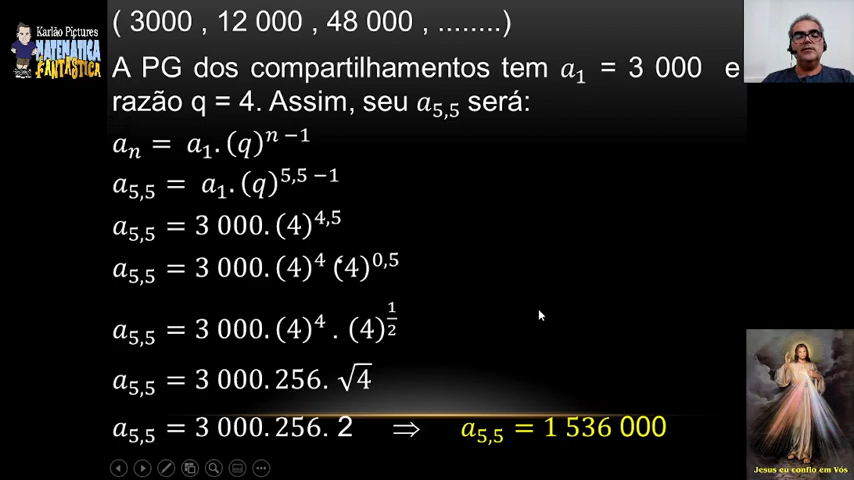 ( 3000 , 12 000 , 48 000 , ........)
Karlão Pictures
MATEMÁTICA
FANTÁSTICA
A PG dos compartilhamentos tem a₁ = 3 000 e
razão q = 4. Assim, seu a₅,₅ será:
aₙ = a₁. (q)ⁿ⁻¹
a₅,₅ = a₁. (q)^{5,5 −1}
a₅,₅ = 3 000. (4)^{4,5}
a₅,₅ = 3 000. (4)⁴ (4)^{0,5}
a₅,₅ = 3 000. (4)⁴ . (4)^{1/2}
a₅,₅ = 3 000. 256. √4
a₅,₅ = 3 000. 256. 2 ⇒ a₅,₅ = 1 536 000
Jesus eu confio em Vós